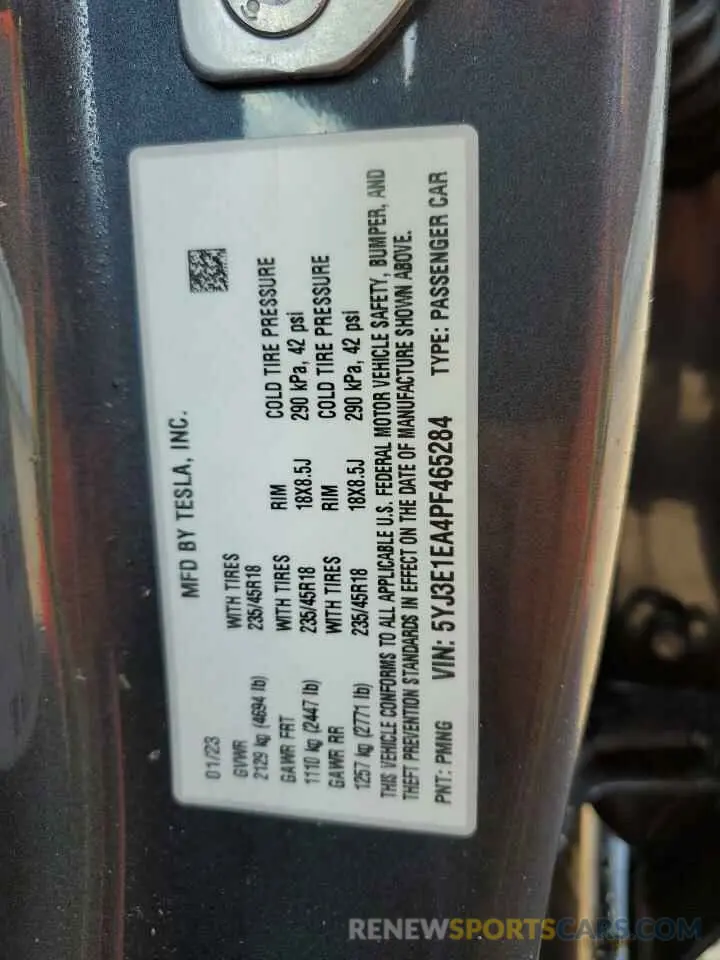 MFD BY TESLA, INC.
01/23
GVWR WITH TIRES
2129 kg (4694 lb) 235/45R18
GAWR FRT WITH TIRES RIM COLD TIRE PRESSURE
1110 kg (2447 lb) 235/45R18 18X8.5J 290 kPa, 42 psi
GAWR RR WITH TIRES RIM COLD TIRE PRESSURE
1257 kg (2771 lb) 235/45R18 18X8.5J 290 kPa, 42 psi
THIS VEHICLE CONFORMS TO ALL APPLICABLE U.S. FEDERAL MOTOR VEHICLE SAFETY, BUMPER, AND
THEFT PREVENTION STANDARDS IN EFFECT ON THE DATE OF MANUFACTURE SHOWN ABOVE.
PNT: PMNG VIN: 5YJ3E1EA4PF465284 TYPE: PASSENGER CAR
RENEWSPORTSCARS.COM